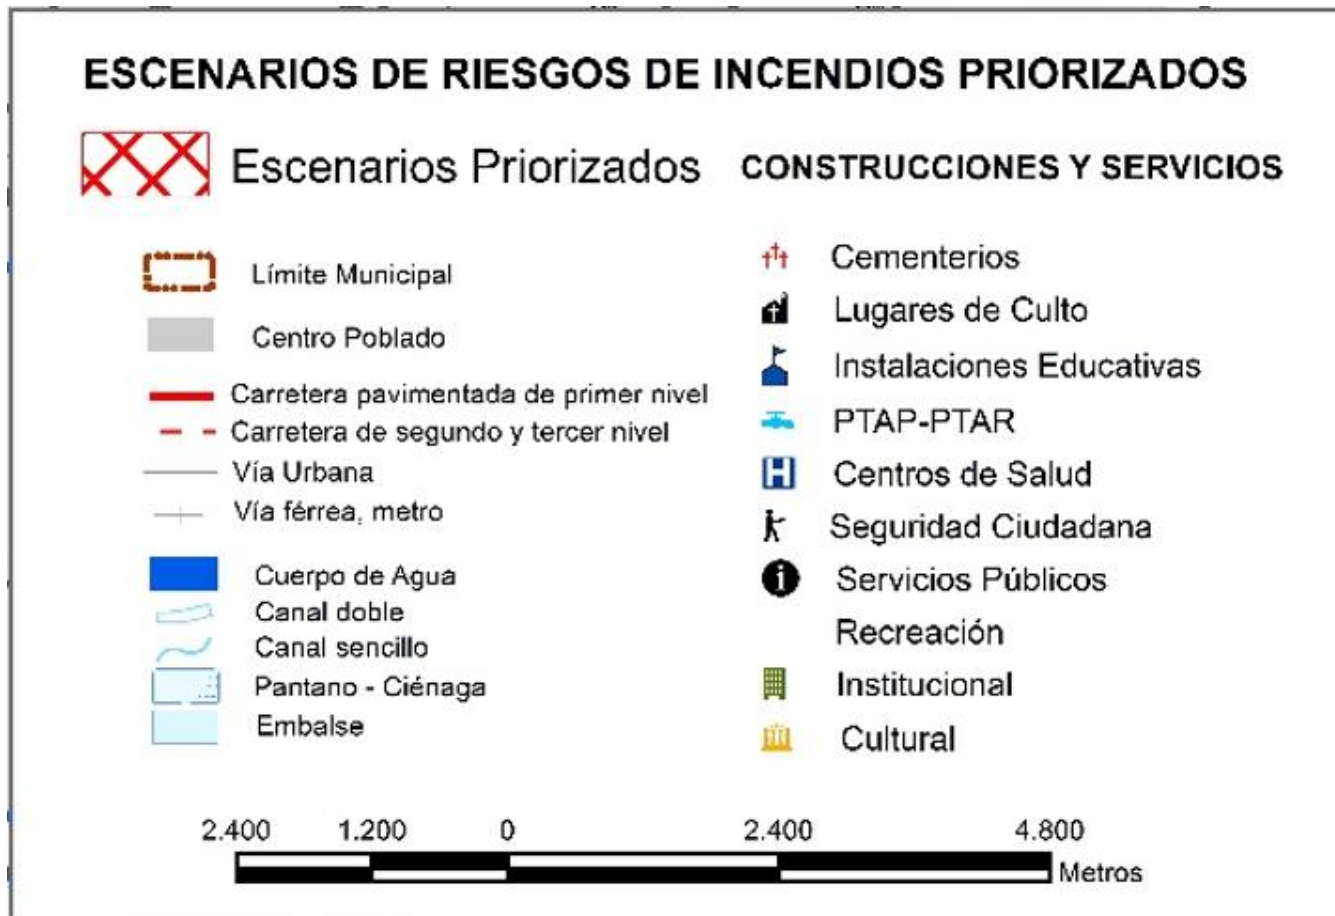 ESCENARIOS DE RIESGOS DE INCENDIOS PRIORIZADOS
Escenarios Priorizados
Límite Municipal
Centro Poblado
Carretera pavimentada de primer nivel
Carretera de segundo y tercer nivel
Vía Urbana
Vía férrea, metro
Cuerpo de Agua
Canal doble
Canal sencillo
Pantano - Ciénaga
Embalse
CONSTRUCCIONES Y SERVICIOS
Cementerios
Lugares de Culto
Instalaciones Educativas
PTAP-PTAR
Centros de Salud
Seguridad Ciudadana
Servicios Públicos
Recreación
Institucional
Cultural
2.400 1.200 0 2.400 4.800
Metros